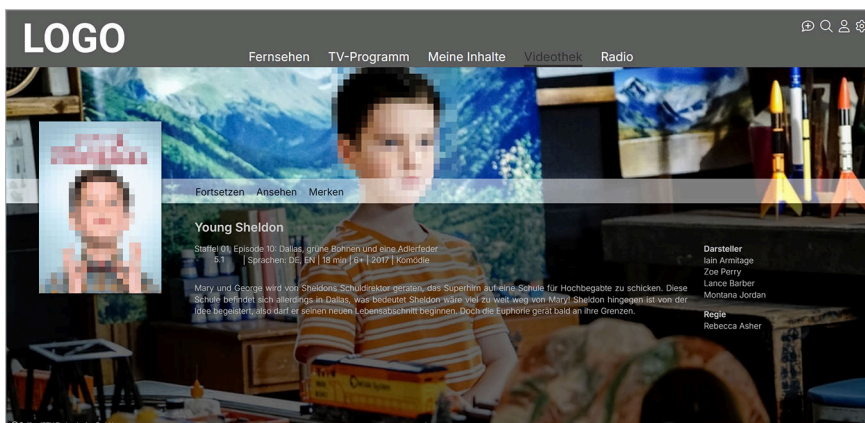 LOGO
Fernsehen TV-Programm Meine Inhalte Videothek Radio
Fortsetzen Ansehen Merken
Young Sheldon
Staffel 01, Episode 10: Dallas, grüne Bohnen und eine Adlerfeder
5.1 | Sprachen: DE, EN | 18 min | 6+ | 2017 | Komödie
Mary und George wird von Sheldons Schuldirektor geraten, das Superhirn auf eine Schule für Hochbegabte zu schicken. Diese
Schule befindet sich allerdings in Dallas, was bedeutet Sheldon wäre viel zu weit weg von Mary! Sheldon hingegen ist von der
Idee begeistert, also darf er seinen neuen Lebensabschnitt beginnen. Doch die Euphorie gerät bald an ihre Grenzen.
Darsteller
Iain Armitage
Zoe Perry
Lance Barber
Montana Jordan
Regie
Rebecca Asher